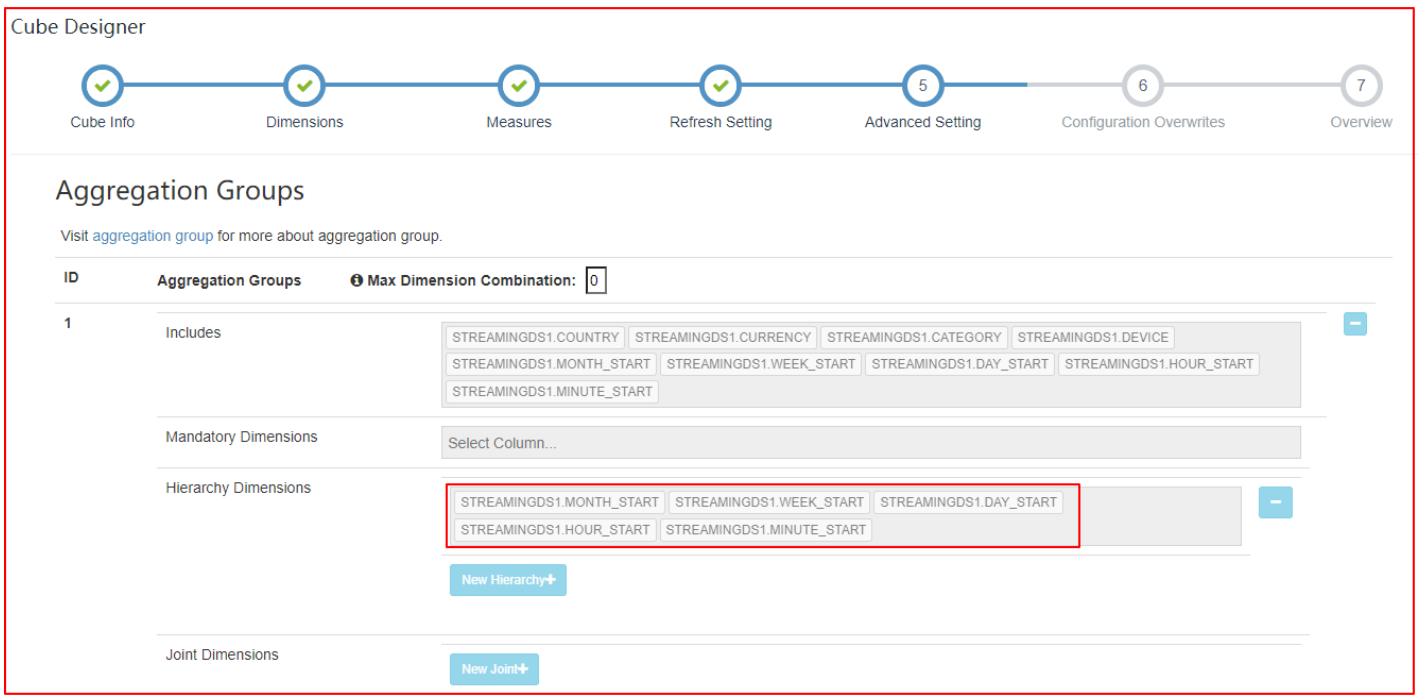 Cube Designer
5 6 7
Cube Info Dimensions Measures Refresh Setting Advanced Setting Configuration Overwrites Overview
Aggregation Groups
Visit aggregation group for more about aggregation group.
ID Aggregation Groups Max Dimension Combination: 0
1 Includes
STREAMINGDS1.COUNTRY STREAMINGDS1.CURRENCY STREAMINGDS1.CATEGORY STREAMINGDS1.DEVICE
STREAMINGDS1.MONTH_START STREAMINGDS1.WEEK_START STREAMINGDS1.DAY_START STREAMINGDS1.HOUR_START
STREAMINGDS1.MINUTE_START
Mandatory Dimensions Select Column...
Hierarchy Dimensions
STREAMINGDS1.MONTH_START STREAMINGDS1.WEEK_START STREAMINGDS1.DAY_START
STREAMINGDS1.HOUR_START STREAMINGDS1.MINUTE_START
New Hierarchy+
Joint Dimensions
New Joint+